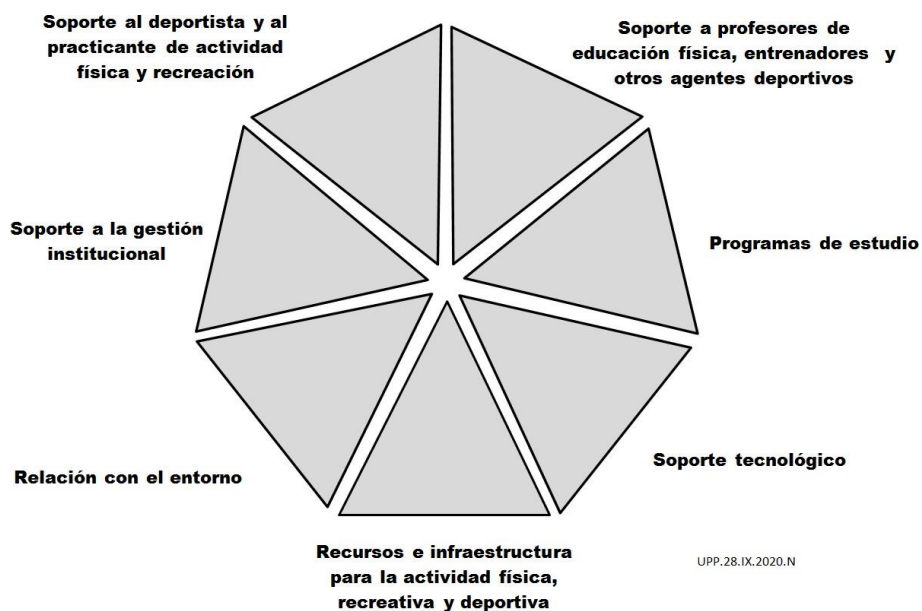 Soporte al deportista y al
practicante de actividad
física y recreación
Soporte a profesores de
educación física, entrenadores y
otros agentes deportivos
Soporte a la gestión
institucional
Programas de estudio
Relación con el entorno
Soporte tecnológico
Recursos e infraestructura
para la actividad física,
recreativa y deportiva
UPP.28.IX.2020.N